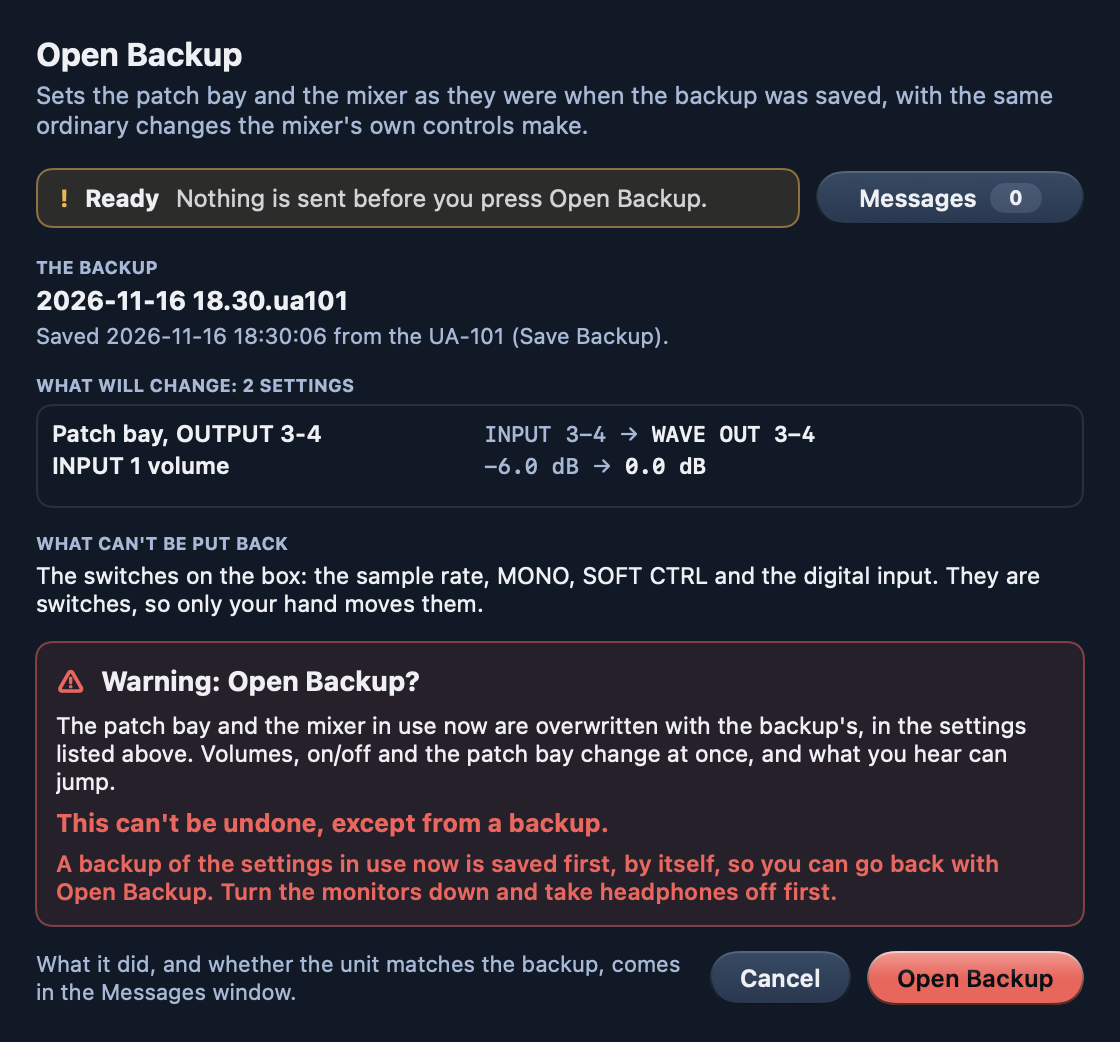 Open Backup
Sets the patch bay and the mixer as they were when the backup was saved, with the same
ordinary changes the mixer's own controls make.
! Ready Nothing is sent before you press Open Backup.
Messages 0
THE BACKUP
2026-11-16 18.30.ua101
Saved 2026-11-16 18:30:06 from the UA-101 (Save Backup).
WHAT WILL CHANGE: 2 SETTINGS
Patch bay, OUTPUT 3-4 INPUT 3–4 → WAVE OUT 3–4
INPUT 1 volume −6.0 dB → 0.0 dB
WHAT CAN'T BE PUT BACK
The switches on the box: the sample rate, MONO, SOFT CTRL and the digital input. They are
switches, so only your hand moves them.
Warning: Open Backup?
The patch bay and the mixer in use now are overwritten with the backup's, in the settings
listed above. Volumes, on/off and the patch bay change at once, and what you hear can
jump.
This can't be undone, except from a backup.
A backup of the settings in use now is saved first, by itself, so you can go back with
Open Backup. Turn the monitors down and take headphones off first.
What it did, and whether the unit matches the backup, comes
in the Messages window.
Cancel
Open Backup